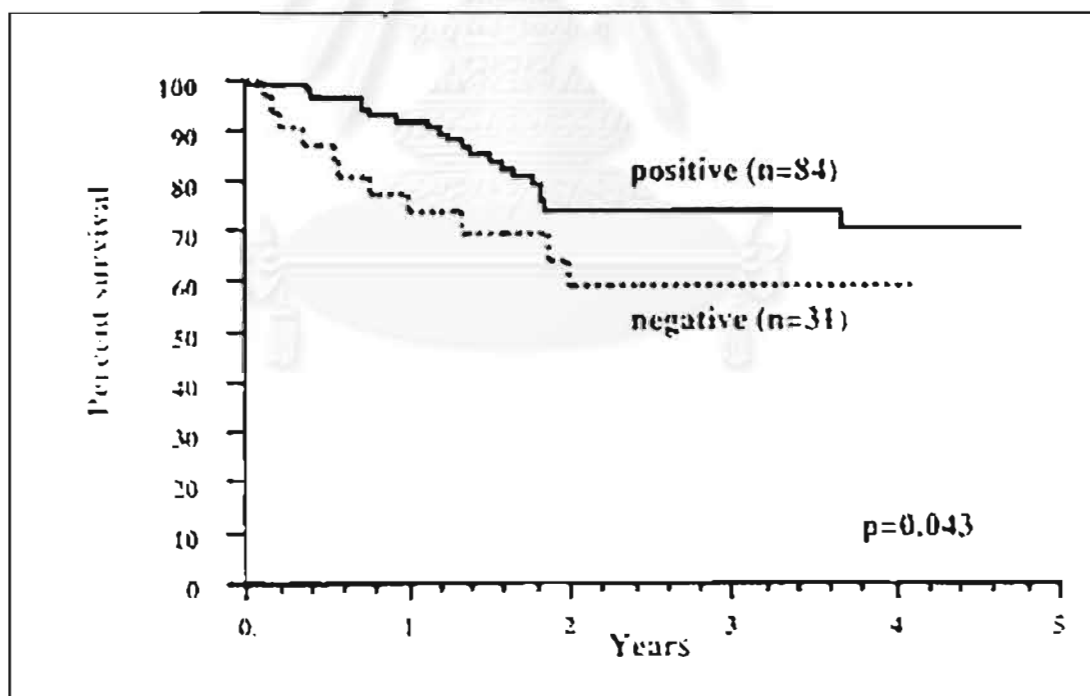 Percent survival
100
90
80
70
60
50
40
30
20
10
0
positive (n=84)
negative (n=31)
p=0.043
0 1 2 3 4 5
Years